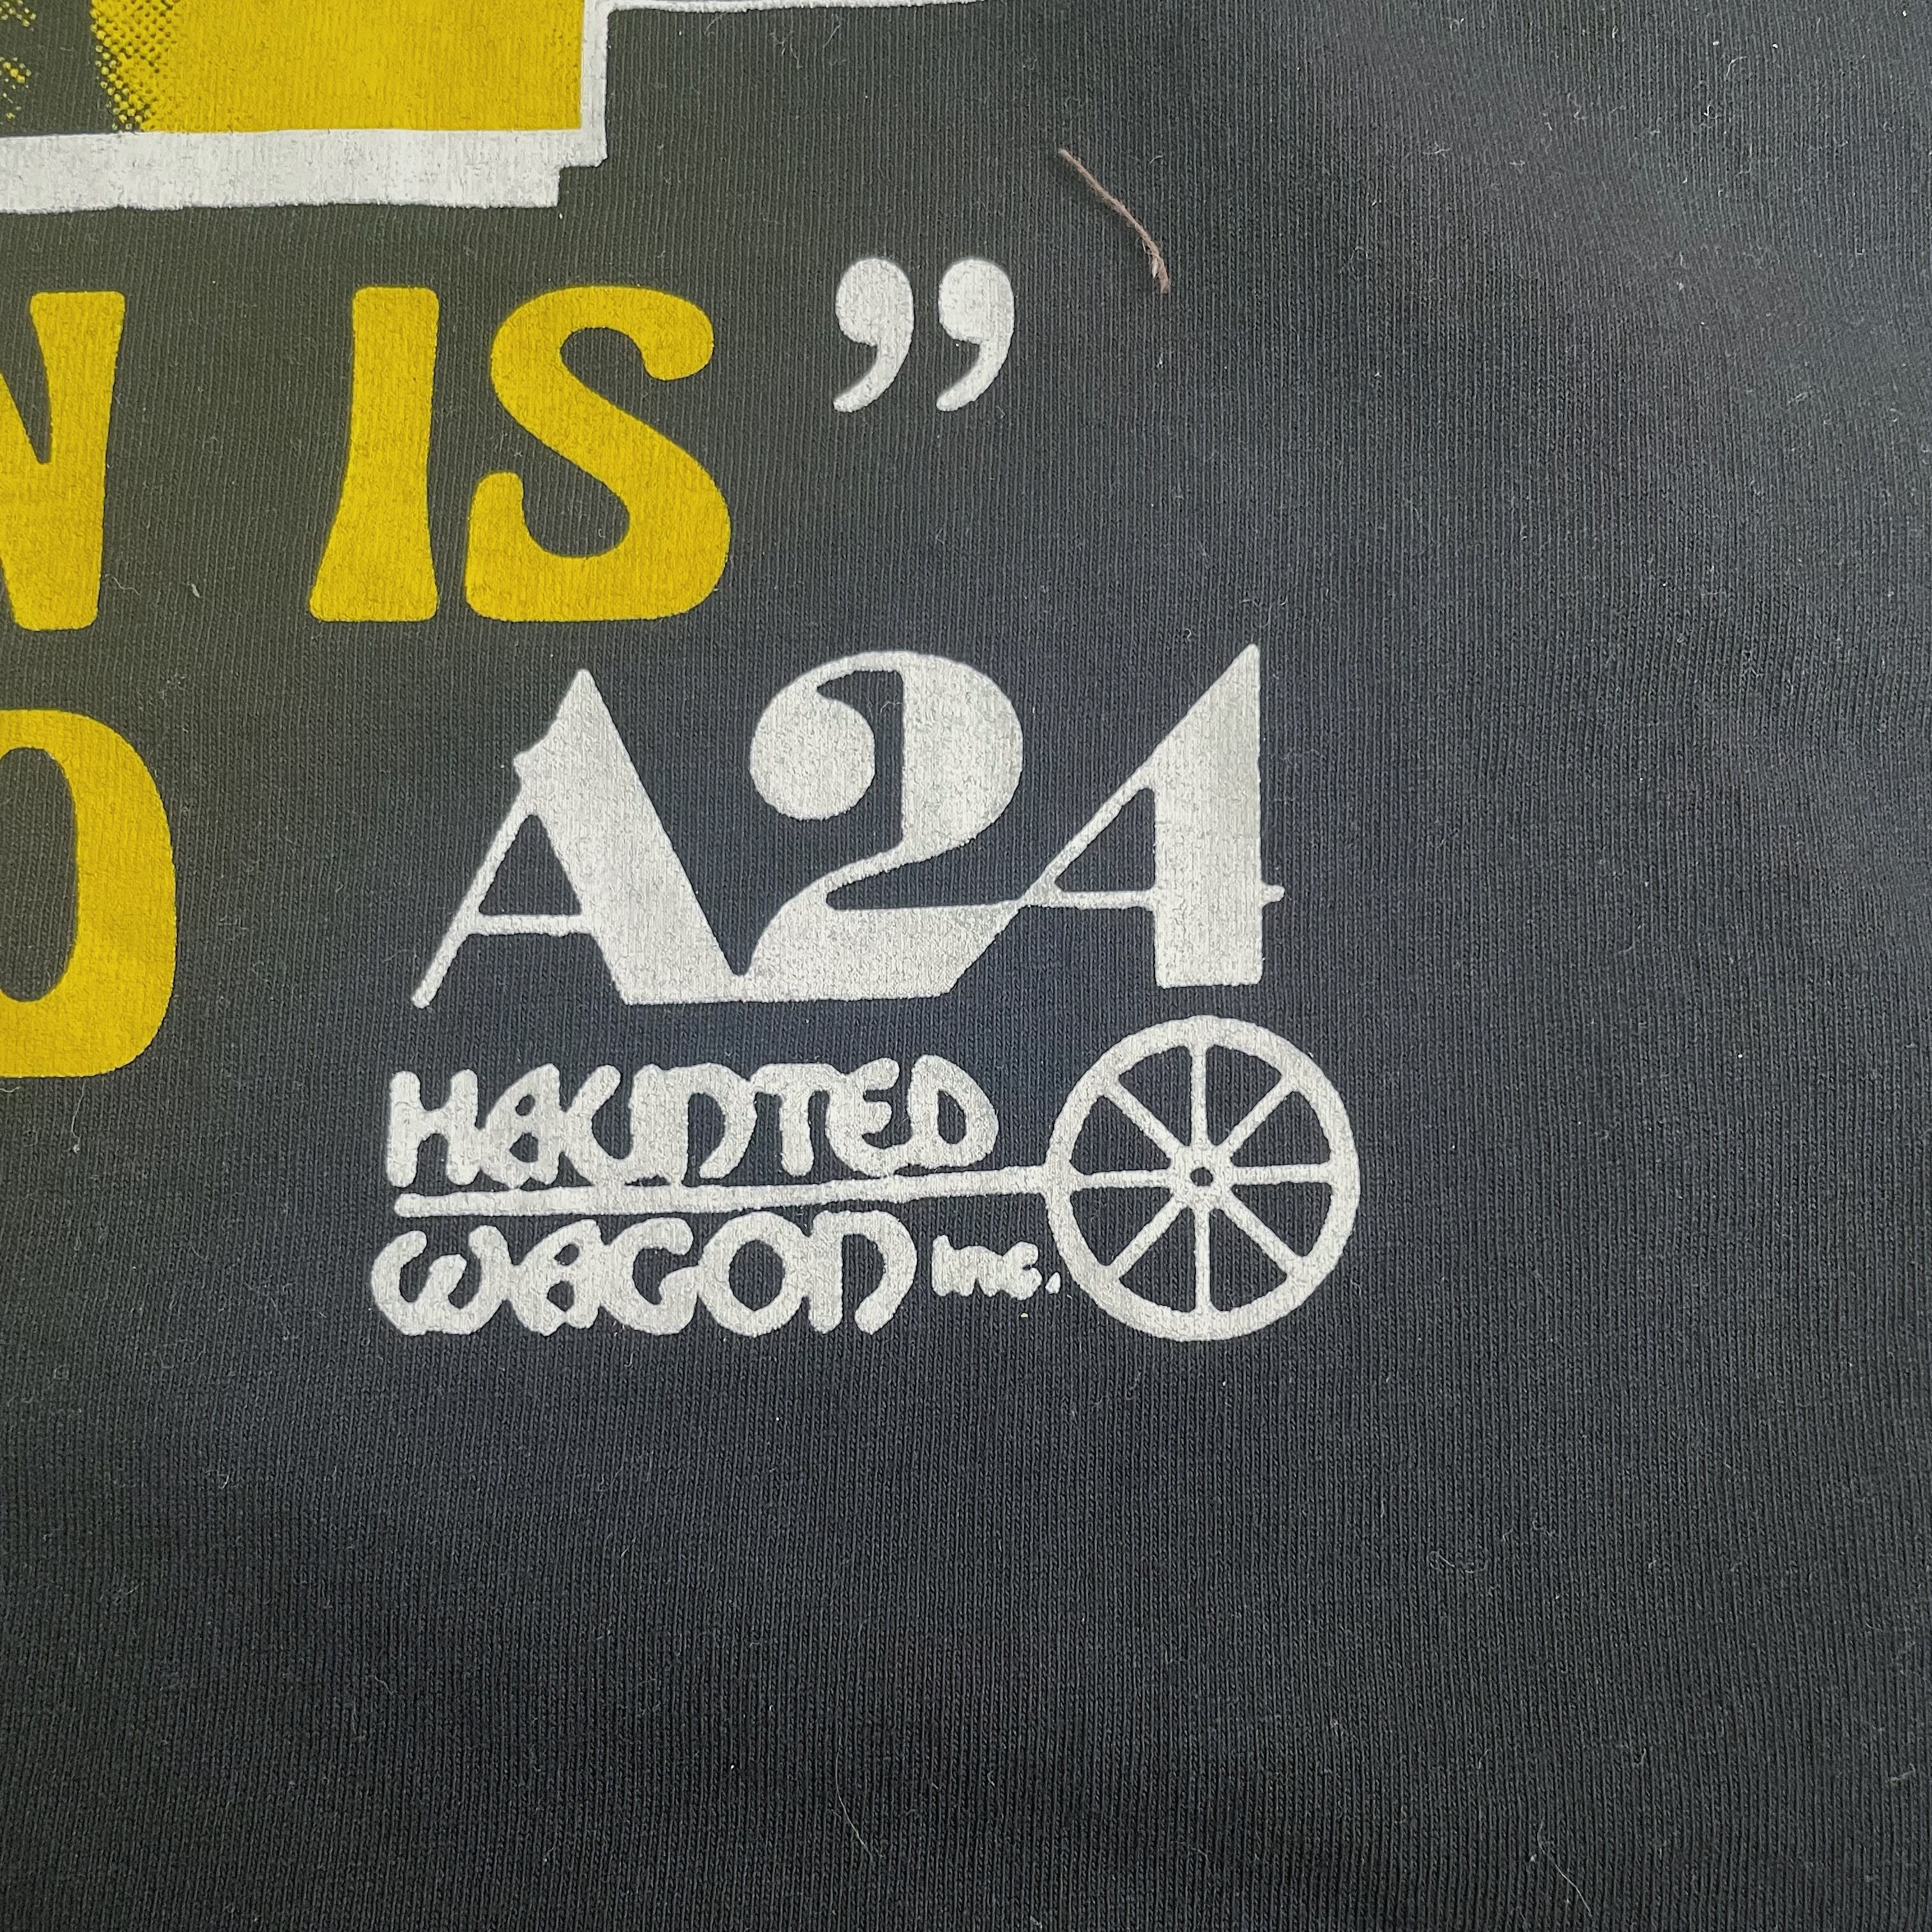 N IS”
O
A24
HAUNTED
WAGON Inc.